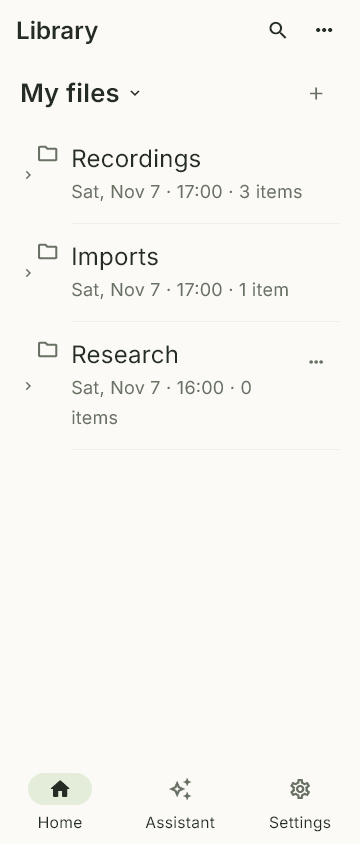 Library
My files
Recordings
Sat, Nov 7 · 17:00 · 3 items
Imports
Sat, Nov 7 · 17:00 · 1 item
Research
Sat, Nov 7 · 16:00 · 0
items
Home
Assistant
Settings